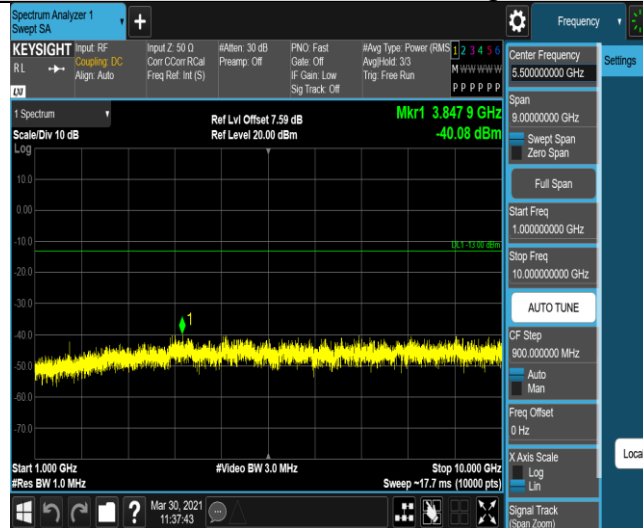 Spectrum Analyzer 1
Swept SA
+
Frequency
KEYSIGHT
RL
LXI
Input: RF
Coupling: DC
Align: Auto
Input Z: 50 Ω
Corr CCorr RCal
Freq Ref: Int (S)
#Atten: 30 dB
Preamp: Off
PNO: Fast
Gate: Off
IF Gain: Low
Sig Track: Off
#Avg Type: Power (RMS
Avg|Hold: 3/3
Trig: Free Run
1 2 3 4 5 6
M W W W W W
P P P P P P
1 Spectrum
Scale/Div 10 dB
Ref Lvl Offset 7.59 dB
Ref Level 20.00 dBm
Mkr1 3.847 9 GHz
-40.08 dBm
Log
10.0
0.00
-10.0
DL1 -13.00 dBm
-20.0
-30.0
1
-40.0
-50.0
-60.0
-70.0
Start 1.000 GHz
#Video BW 3.0 MHz
Stop 10.000 GHz
#Res BW 1.0 MHz
Sweep ~17.7 ms (10000 pts)
Mar 30, 2021
11:37:43
?
Center Frequency
5.500000000 GHz
Settings
Span
9.00000000 GHz
Swept Span
Zero Span
Full Span
Start Freq
1.000000000 GHz
Stop Freq
10.000000000 GHz
AUTO TUNE
CF Step
900.000000 MHz
Auto
Man
Freq Offset
0 Hz
X Axis Scale
Log
Lin
Loca
Signal Track
(Span Zoom)